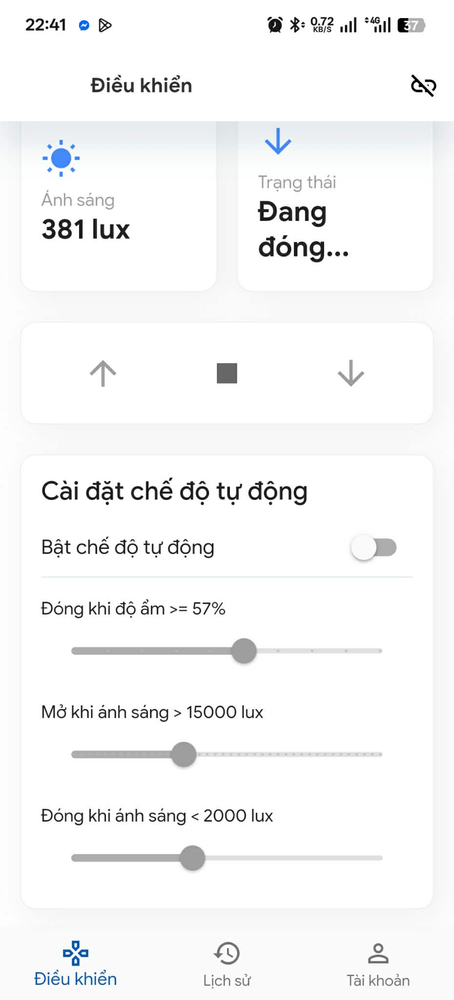 22:41
0.72
KB/S
4G
37
Điều khiển
Ánh sáng
381 lux
Trạng thái
Đang
đóng...
Cài đặt chế độ tự động
Bật chế độ tự động
Đóng khi độ ẩm >= 57%
Mở khi ánh sáng > 15000 lux
Đóng khi ánh sáng < 2000 lux
Điều khiển
Lịch sử
Tài khoản